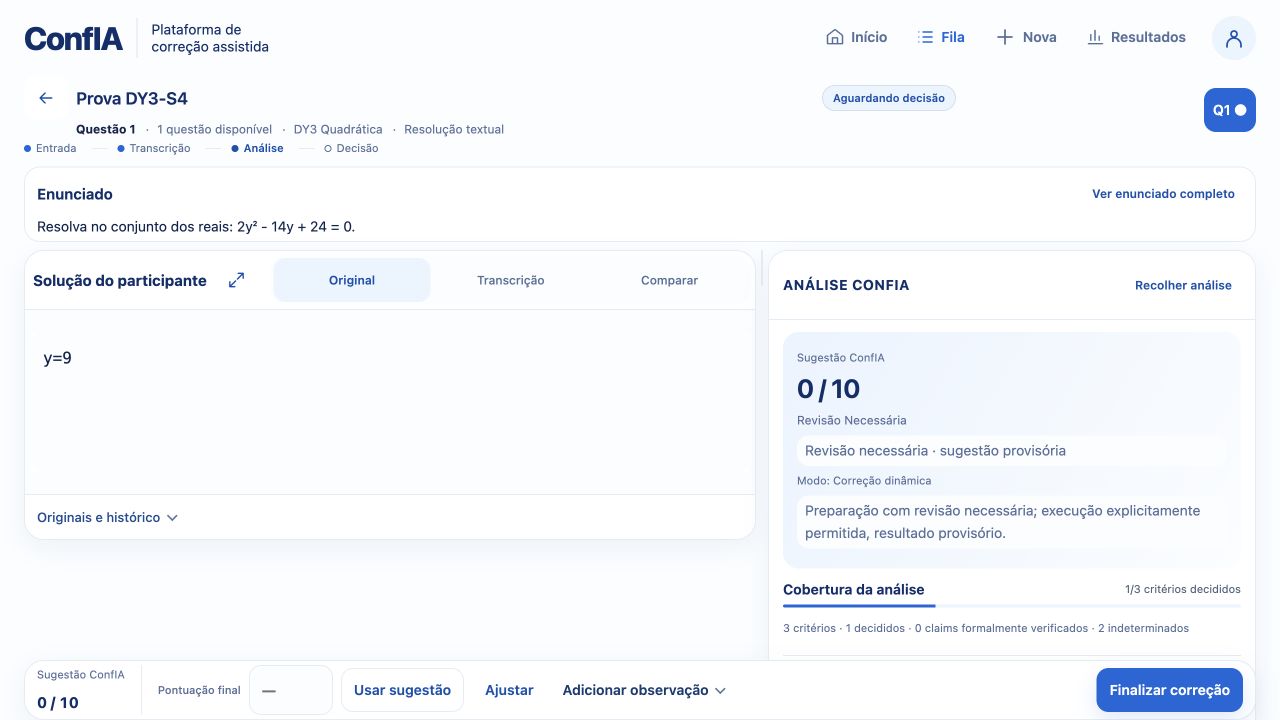 ConfIA
Plataforma de
correção assistida
Início
Fila
Nova
Resultados
Prova DY3-S4
Aguardando decisão
Q1
Questão 1 · 1 questão disponível · DY3 Quadrática · Resolução textual
Entrada
Transcrição
Análise
Decisão
Enunciado
Ver enunciado completo
Resolva no conjunto dos reais: 2y² - 14y + 24 = 0.
Solução do participante
Original
Transcrição
Comparar
y=9
Originais e histórico
ANÁLISE CONFIA
Recolher análise
Sugestão ConfIA
0 / 10
Revisão Necessária
Revisão necessária · sugestão provisória
Modo: Correção dinâmica
Preparação com revisão necessária; execução explicitamente
permitida, resultado provisório.
Cobertura da análise
1/3 critérios decididos
3 critérios · 1 decididos · 0 claims formalmente verificados · 2 indeterminados
Sugestão ConfIA
0 / 10
Pontuação final
—
Usar sugestão
Ajustar
Adicionar observação
Finalizar correção